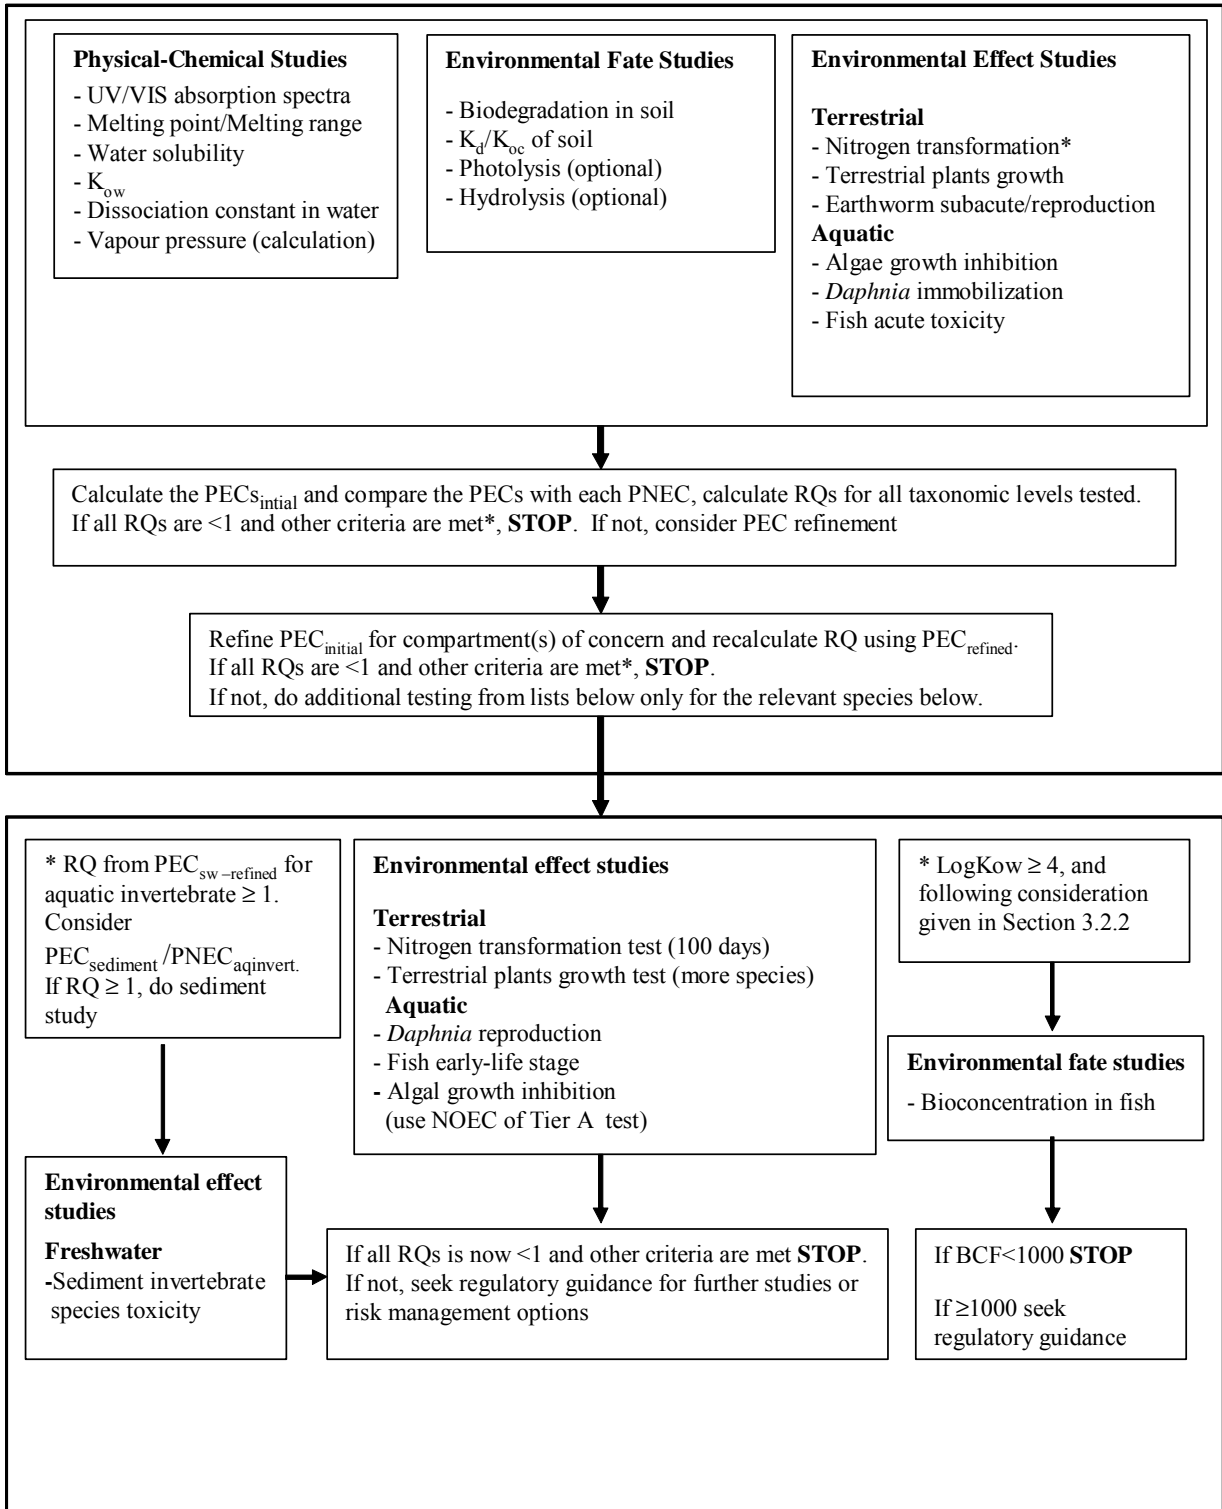 Physical-Chemical Studies
- UV/VIS absorption spectra
- Melting point/Melting range
- Water solubility
- Kow
- Dissociation constant in water
- Vapour pressure (calculation)
Environmental Fate Studies
- Biodegradation in soil
- Kd/Koc of soil
- Photolysis (optional)
- Hydrolysis (optional)
Environmental Effect Studies
Terrestrial
- Nitrogen transformation*
- Terrestrial plants growth
- Earthworm subacute/reproduction
Aquatic
- Algae growth inhibition
- Daphnia immobilization
- Fish acute toxicity
Calculate the PECsintial and compare the PECs with each PNEC, calculate RQs for all taxonomic levels tested.
If all RQs are <1 and other criteria are met*, STOP. If not, consider PEC refinement
Refine PECinitial for compartment(s) of concern and recalculate RQ using PECrefined.
If all RQs are <1 and other criteria are met*, STOP.
If not, do additional testing from lists below only for the relevant species below.
* RQ from PECsw–refined for
aquatic invertebrate ≥ 1.
Consider
PECsediment /PNECaqinvert.
If RQ ≥ 1, do sediment
study
Environmental effect studies
Terrestrial
- Nitrogen transformation test (100 days)
- Terrestrial plants growth test (more species)
Aquatic
- Daphnia reproduction
- Fish early-life stage
- Algal growth inhibition
(use NOEC of Tier A test)
* LogKow ≥ 4, and
following consideration
given in Section 3.2.2
Environmental fate studies
- Bioconcentration in fish
Environmental effect
studies
Freshwater
-Sediment invertebrate
species toxicity
If all RQs is now <1 and other criteria are met STOP.
If not, seek regulatory guidance for further studies or
risk management options
If BCF<1000 STOP
If ≥1000 seek
regulatory guidance